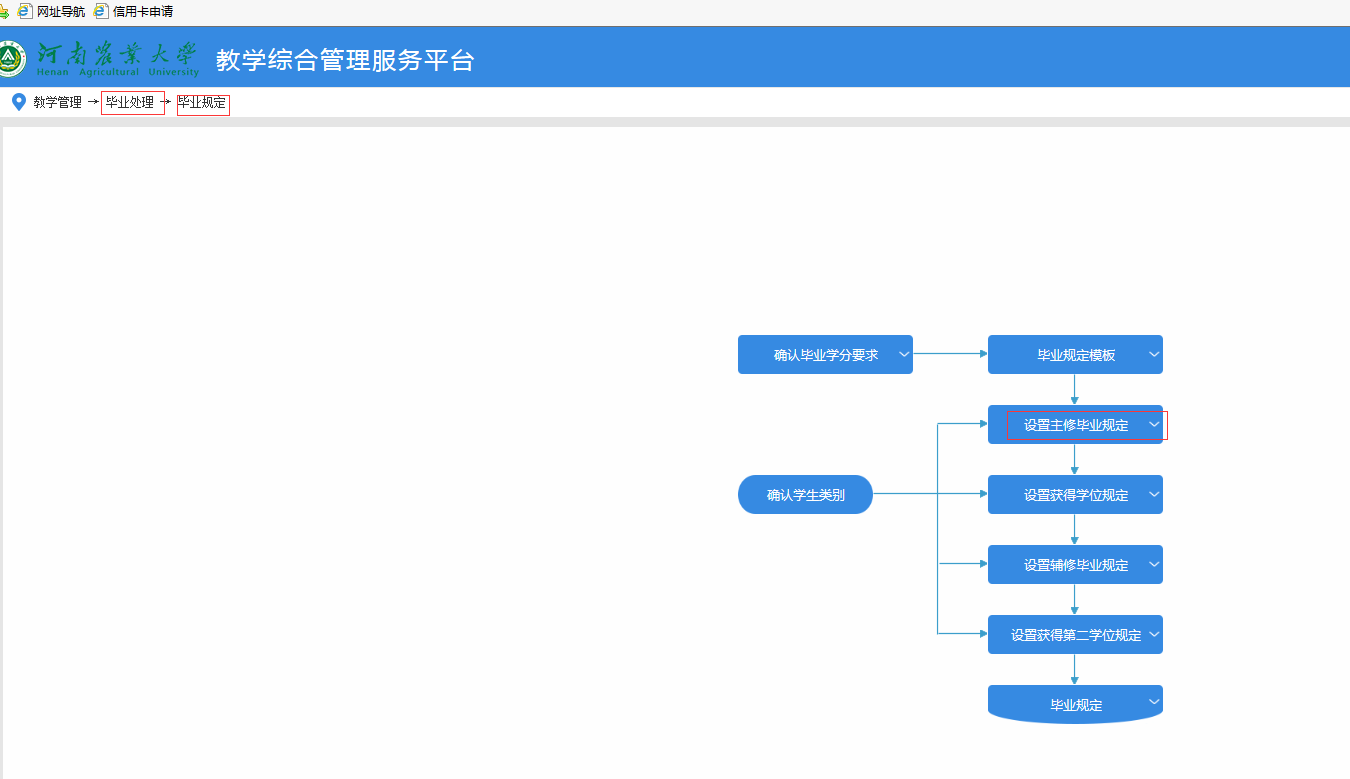 网址导航 信用卡申请
河南农业大学 教学综合管理服务平台
Henan Agricultural University
教学管理 → 毕业处理 → 毕业规定
确认毕业学分要求 毕业规定模板
设置主修毕业规定
确认学生类别 设置获得学位规定
设置辅修毕业规定
设置获得第二学位规定
毕业规定